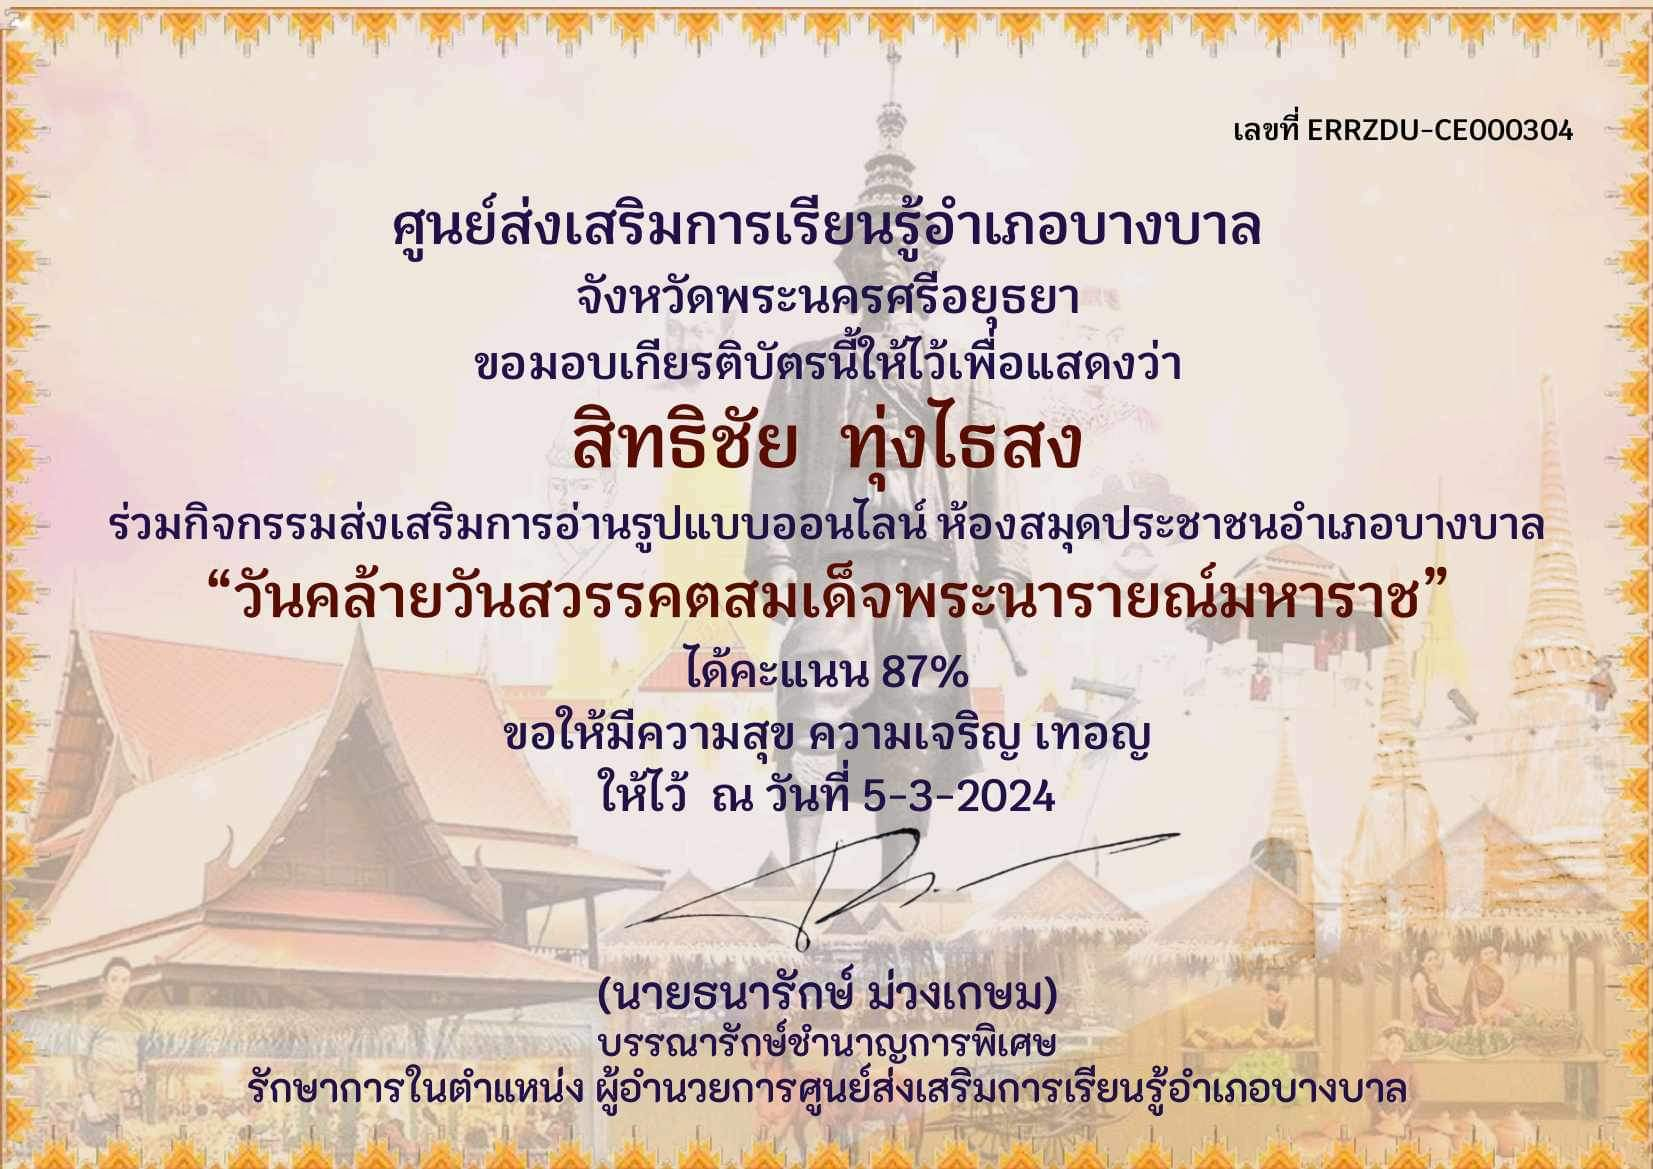 เลขที่ ERRZDU-CE000304
ศูนย์ส่งเสริมการเรียนรู้อำเภอบางบาล
จังหวัดพระนครศรีอยุธยา
ขอมอบเกียรติบัตรนี้ให้ไว้เพื่อแสดงว่า
สิทธิชัย ทุ่งไธสง
ร่วมกิจกรรมส่งเสริมการอ่านรูปแบบออนไลน์ ห้องสมุดประชาชนอำเภอบางบาล
“วันคล้ายวันสวรรคตสมเด็จพระนารายณ์มหาราช”
ได้คะแนน 87%
ขอให้มีความสุข ความเจริญ เทอญ
ให้ไว้ ณ วันที่ 5-3-2024
(นายธนารักษ์ ม่วงเกษม)
บรรณารักษ์ชำนาญการพิเศษ
รักษาการในตำแหน่ง ผู้อำนวยการศูนย์ส่งเสริมการเรียนรู้อำเภอบางบาล